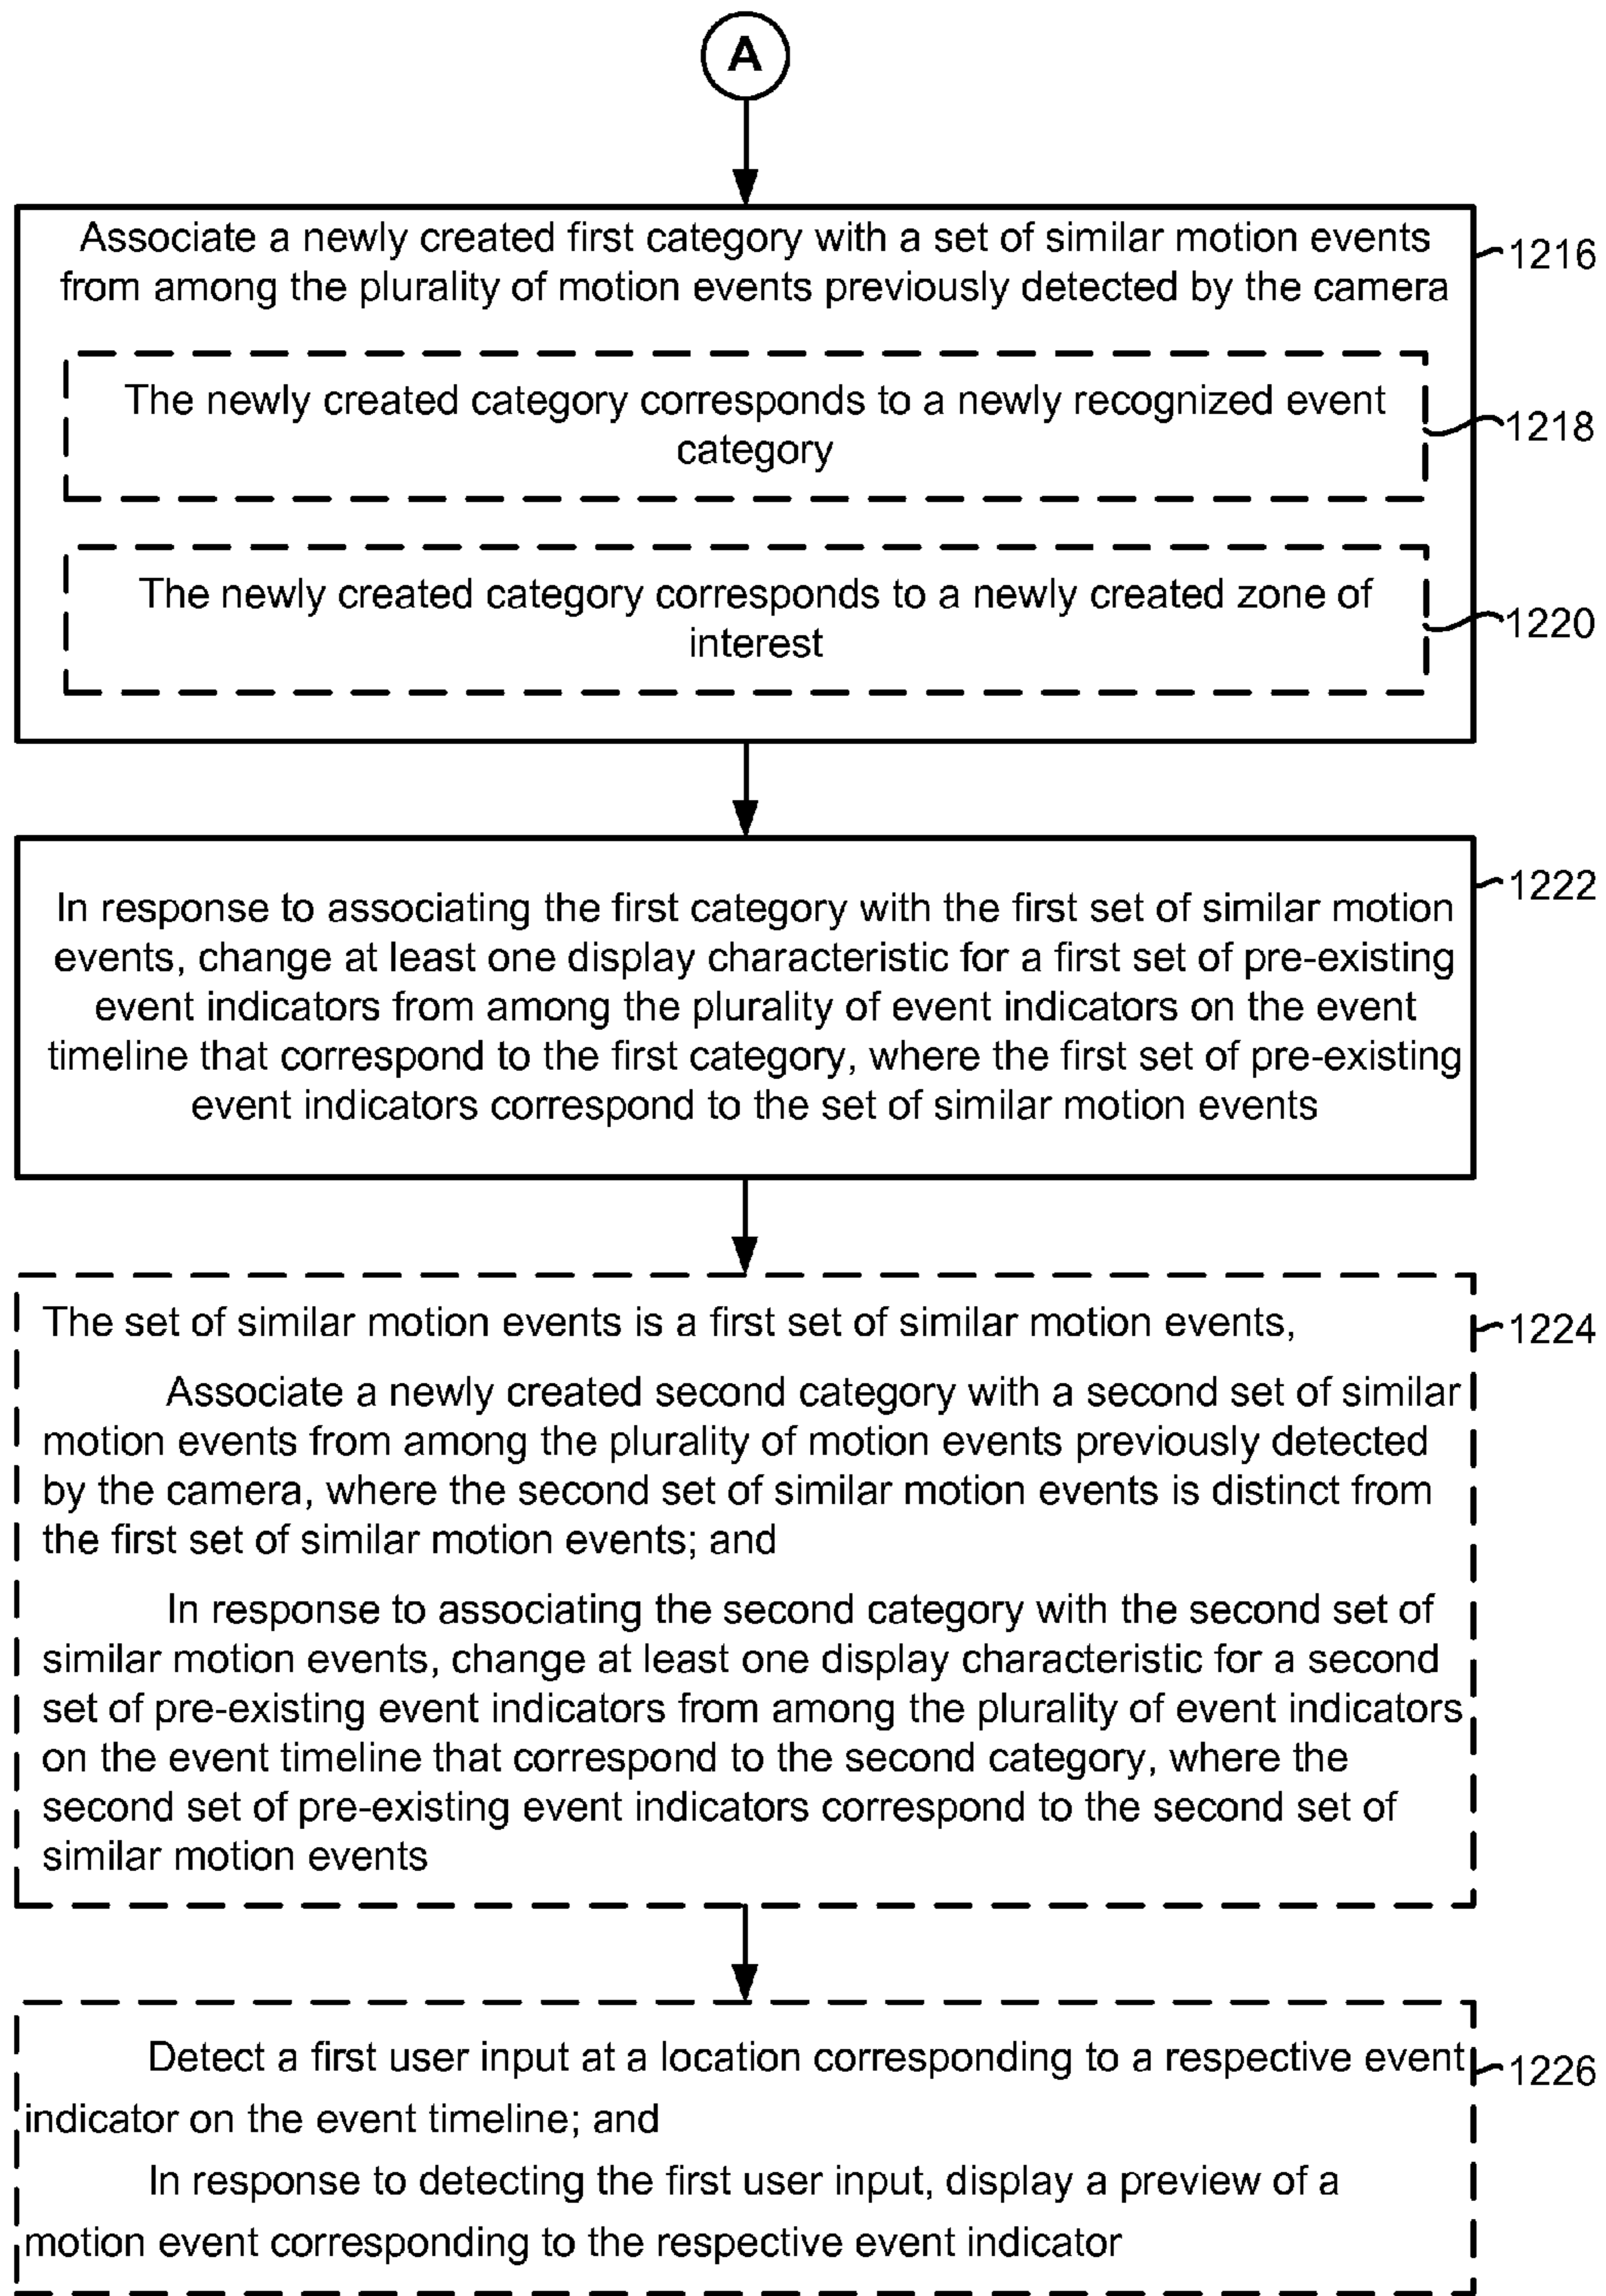 A
Associate a newly created first category with a set of similar motion events
from among the plurality of motion events previously detected by the camera
1216
The newly created category corresponds to a newly recognized event
category
1218
The newly created category corresponds to a newly created zone of
interest
1220
In response to associating the first category with the first set of similar motion
events, change at least one display characteristic for a first set of pre-existing
event indicators from among the plurality of event indicators on the event
timeline that correspond to the first category, where the first set of pre-existing
event indicators correspond to the set of similar motion events
1222
The set of similar motion events is a first set of similar motion events,
Associate a newly created second category with a second set of similar
motion events from among the plurality of motion events previously detected
by the camera, where the second set of similar motion events is distinct from
the first set of similar motion events; and
In response to associating the second category with the second set of
similar motion events, change at least one display characteristic for a second
set of pre-existing event indicators from among the plurality of event indicators
on the event timeline that correspond to the second category, where the
second set of pre-existing event indicators correspond to the second set of
similar motion events
1224
Detect a first user input at a location corresponding to a respective event
indicator on the event timeline; and
In response to detecting the first user input, display a preview of a
motion event corresponding to the respective event indicator
1226